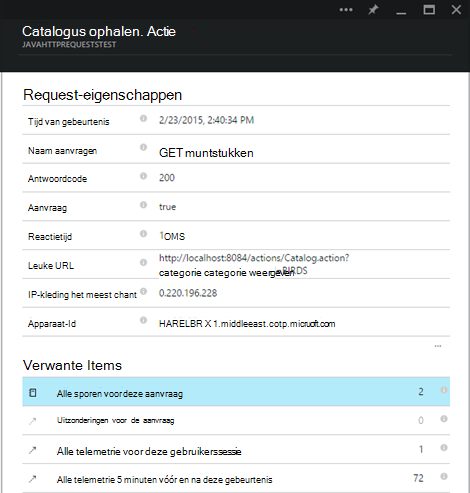 Catalogus ophalen. Actie
JAVAHTTPREQUESTSTEST
Request-eigenschappen
Tijd van gebeurtenis 2/23/2015, 2:40:34 PM
Naam aanvragen GET muntstukken
Antwoordcode 200
Aanvraag true
Reactietijd 1OMS
Leuke URL http://localhost:8084/actions/Catalog.action?
categorie categorie weergeven BIRDS
IP-kleding het meest chant 0.220.196.228
Apparaat-Id HARELBR X 1.middleeast.cotp.micruoft.com
...
Verwante Items
Alle sporen voor deze aanvraag 2
Uitzonderingen voor de aanvraag 0
Alle telemetrie voor deze gebruikerssessie 1
Alle telemetrie 5 minuten vóór en na deze gebeurtenis 72